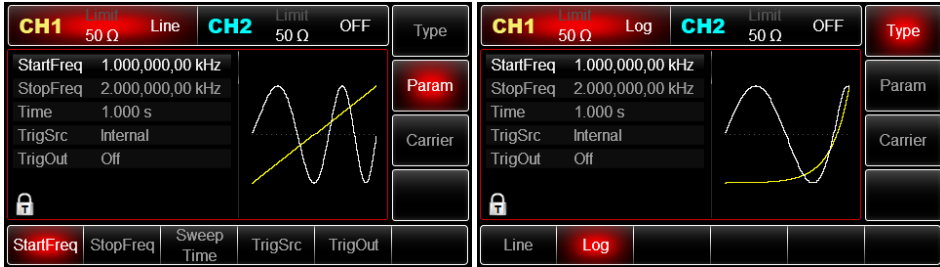 CH1 Limit 50 Ω Line CH2 Limit 50 Ω OFF Type
StartFreq 1.000,000,00 kHz
StopFreq 2.000,000,00 kHz
Param
Time 1.000 s
TrigSrc Internal
Carrier
TrigOut Off
T
StartFreq StopFreq Sweep Time TrigSrc TrigOut
CH1 Limit 50 Ω Log CH2 Limit 50 Ω OFF Type
StartFreq 1.000,000,00 kHz
StopFreq 2.000,000,00 kHz
Param
Time 1.000 s
TrigSrc Internal
Carrier
TrigOut Off
T
Line Log